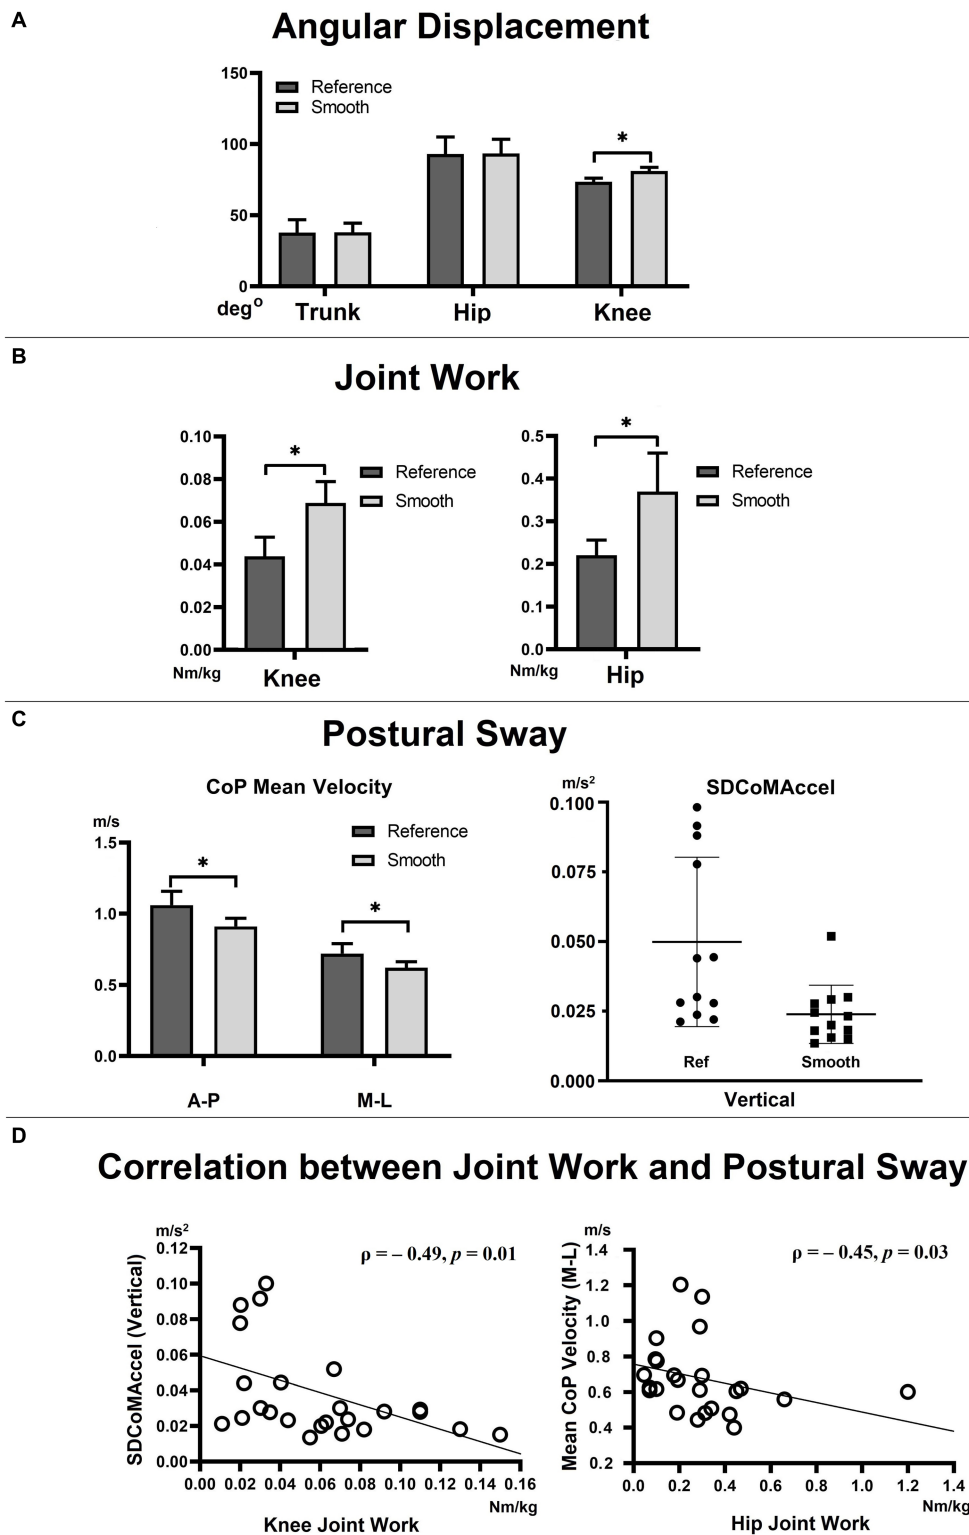 A
Angular Displacement
150
100
50
0
Reference
Smooth
*
deg°
Trunk
Hip
Knee
B
Joint Work
0.10
0.08
0.06
0.04
0.02
0.00
*
Reference
Smooth
Nm/kg
Knee
0.5
0.4
0.3
0.2
0.1
0.0
*
Reference
Smooth
Nm/kg
Hip
C
Postural Sway
CoP Mean Velocity
m/s
1.5
1.0
0.5
0.0
Reference
Smooth
*
*
A-P
M-L
m/s²
SDCoMAccel
0.100
0.075
0.050
0.025
0.000
Ref
Smooth
Vertical
D
Correlation between Joint Work and Postural Sway
m/s²
SDCoMAccel (Vertical)
0.12
0.10
0.08
0.06
0.04
0.02
0.00
ρ = – 0.49, p = 0.01
0.00 0.02 0.04 0.06 0.08 0.10 0.12 0.14 0.16
Nm/kg
Knee Joint Work
m/s
Mean CoP Velocity (M-L)
1.4
1.2
1.0
0.8
0.6
0.4
0.2
ρ = – 0.45, p = 0.03
0.0 0.2 0.4 0.6 0.8 1.0 1.2 1.4
Nm/kg
Hip Joint Work